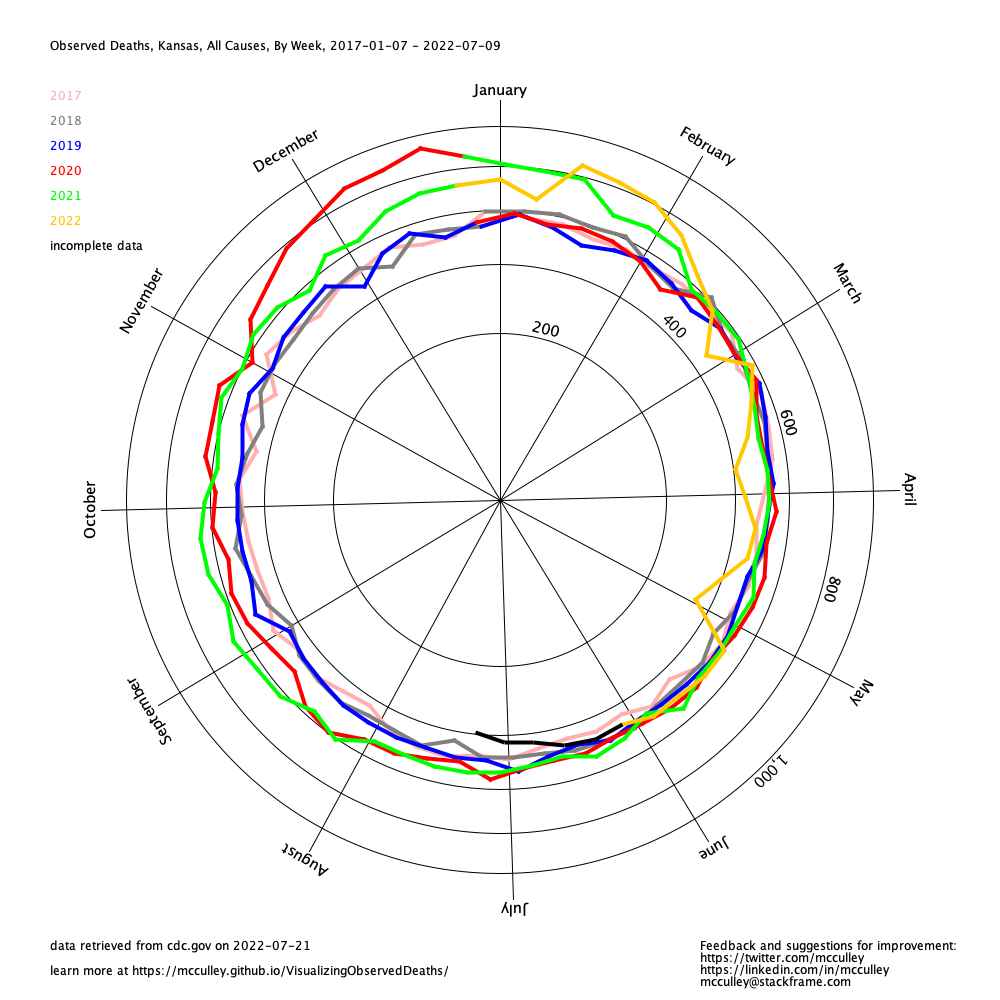 Observed Deaths, Kansas, All Causes, By Week, 2017-01-07 - 2022-07-09
2017
2018
2019
2020
2021
2022
incomplete data
January
February
March
April
May
June
July
August
September
October
November
December
200
400
600
800
1,000
data retrieved from cdc.gov on 2022-07-21
learn more at https://mcculley.github.io/VisualizingObservedDeaths/
Feedback and suggestions for improvement:
https://twitter.com/mcculley
https://linkedin.com/in/mcculley
mcculley@stackframe.com